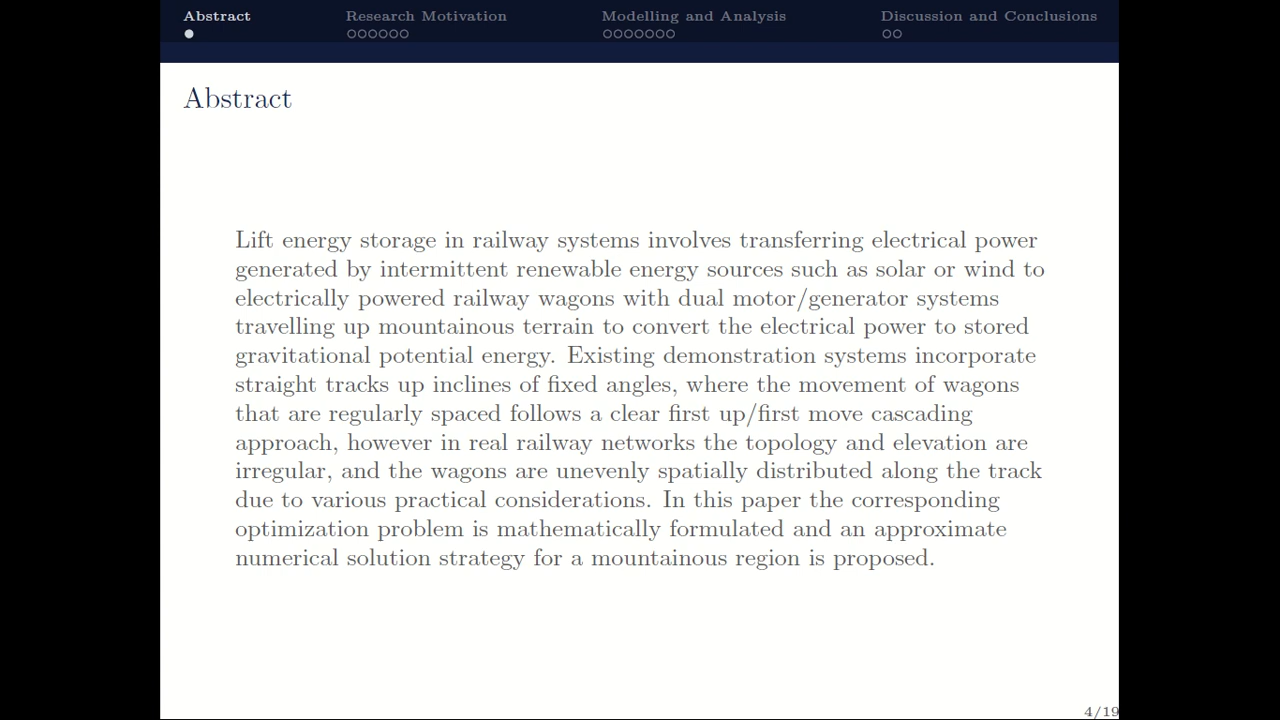 Abstract
Research Motivation
Modelling and Analysis
Discussion and Conclusions
Abstract
Lift energy storage in railway systems involves transferring electrical power
generated by intermittent renewable energy sources such as solar or wind to
electrically powered railway wagons with dual motor/generator systems
travelling up mountainous terrain to convert the electrical power to stored
gravitational potential energy. Existing demonstration systems incorporate
straight tracks up inclines of fixed angles, where the movement of wagons
that are regularly spaced follows a clear first up/first move cascading
approach, however in real railway networks the topology and elevation are
irregular, and the wagons are unevenly spatially distributed along the track
due to various practical considerations. In this paper the corresponding
optimization problem is mathematically formulated and an approximate
numerical solution strategy for a mountainous region is proposed.
4/19